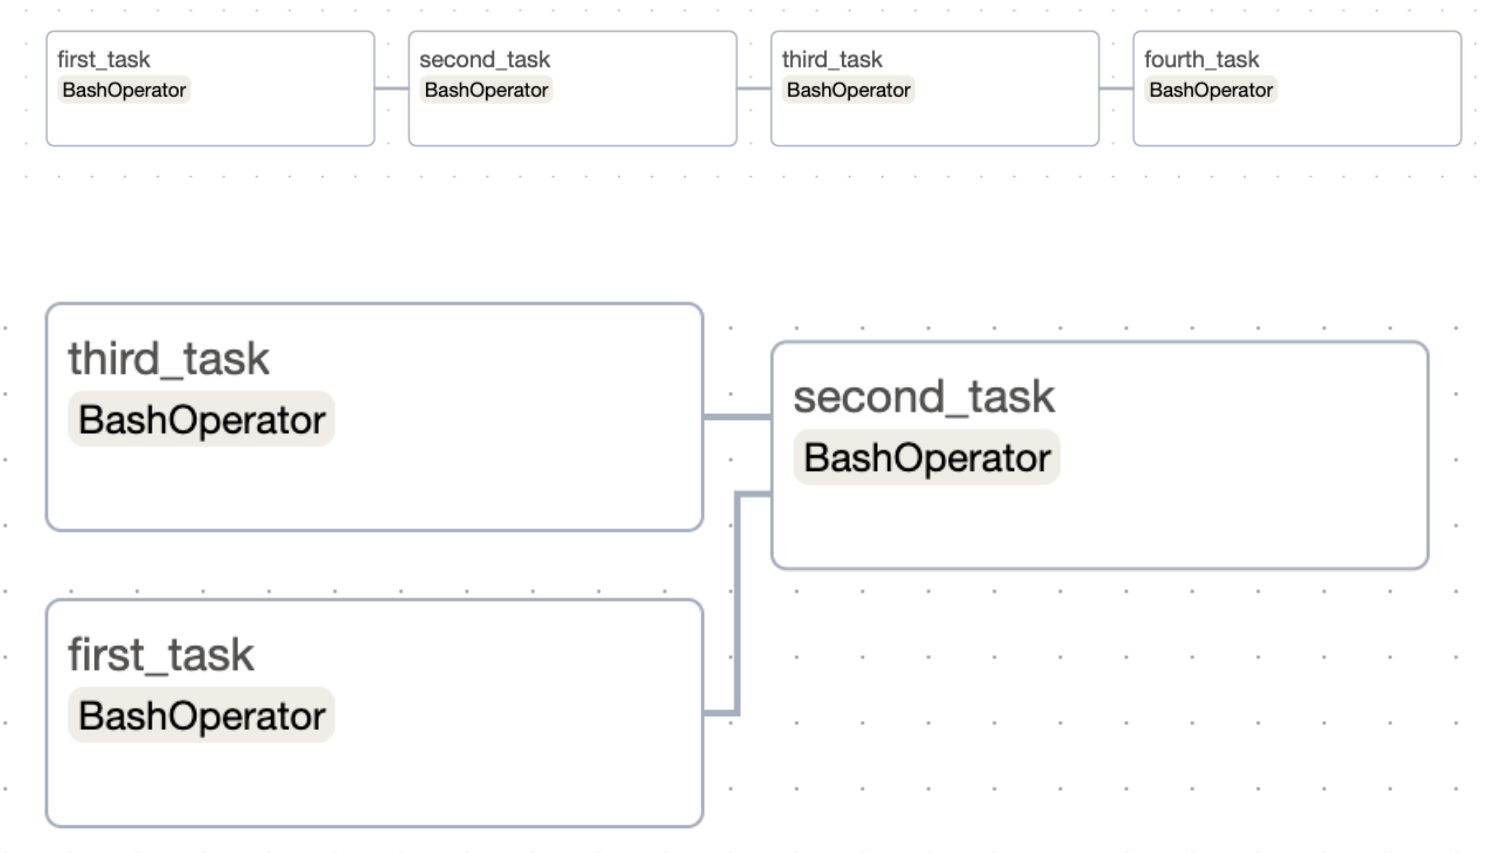 first_task
BashOperator
second_task
BashOperator
third_task
BashOperator
fourth_task
BashOperator
third_task
BashOperator
second_task
BashOperator
first_task
BashOperator